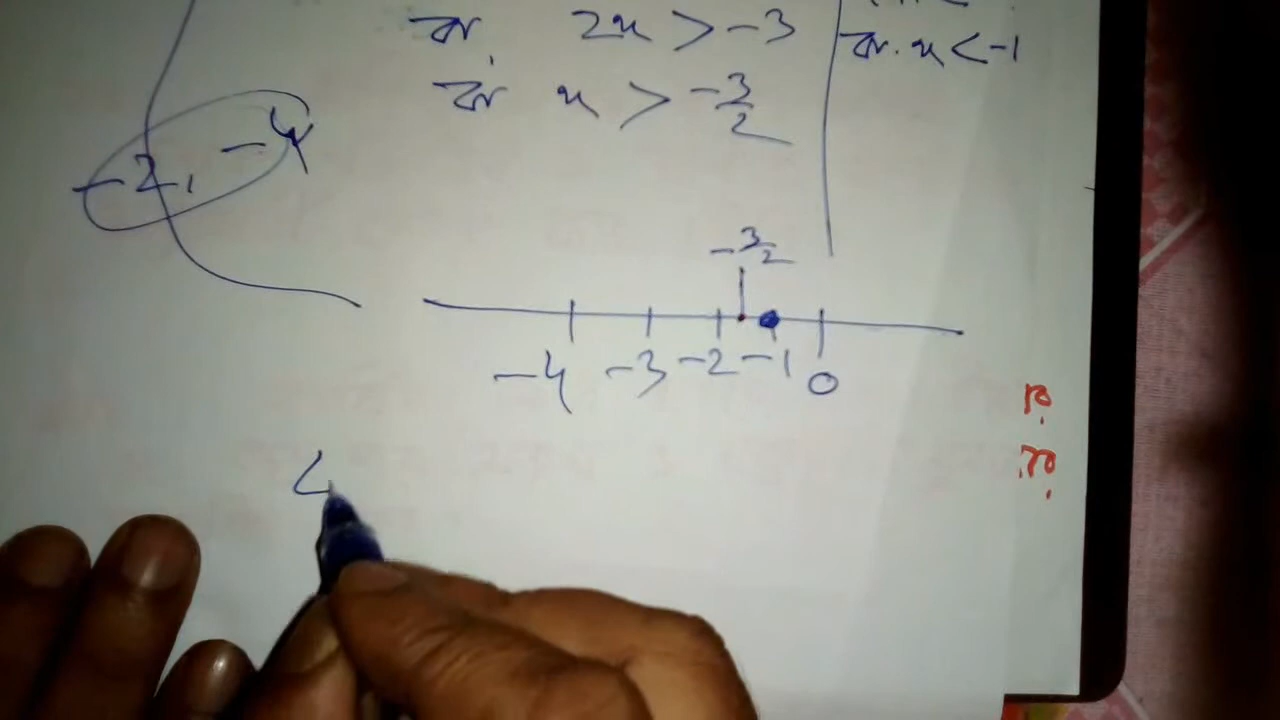 বা, 2x > -3
বা x > -3/2
বা. x < -1
-2, -4
-3/2
-4 -3 -2 -1 0